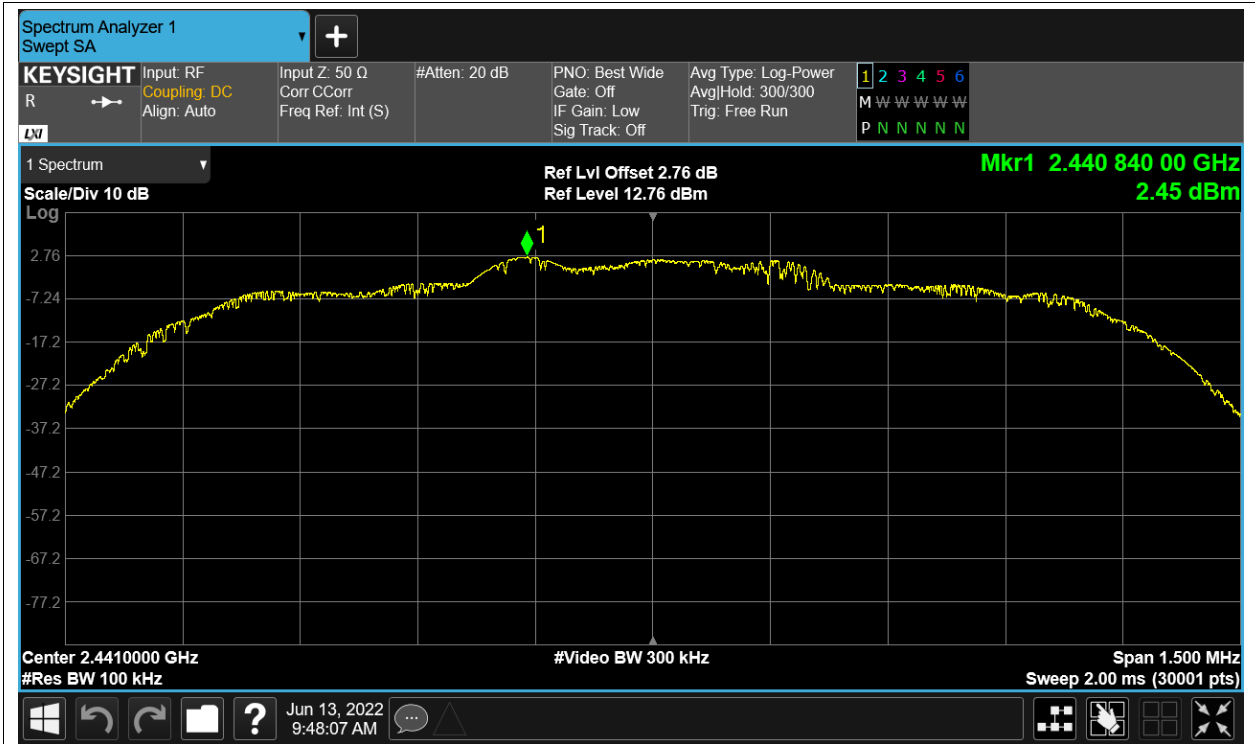 Spectrum Analyzer 1
Swept SA
KEYSIGHT
R
LXI
Input: RF
Coupling: DC
Align: Auto
Input Z: 50 Ω
Corr CCorr
Freq Ref: Int (S)
#Atten: 20 dB
PNO: Best Wide
Gate: Off
IF Gain: Low
Sig Track: Off
Avg Type: Log-Power
Avg|Hold: 300/300
Trig: Free Run
1 2 3 4 5 6
M W W W W W
P N N N N N
1 Spectrum
Scale/Div 10 dB
Log
Ref Lvl Offset 2.76 dB
Ref Level 12.76 dBm
Mkr1 2.440 840 00 GHz
2.45 dBm
1
2.76
-7.24
-17.2
-27.2
-37.2
-47.2
-57.2
-67.2
-77.2
Center 2.4410000 GHz
#Video BW 300 kHz
Span 1.500 MHz
#Res BW 100 kHz
Sweep 2.00 ms (30001 pts)
?
Jun 13, 2022
9:48:07 AM